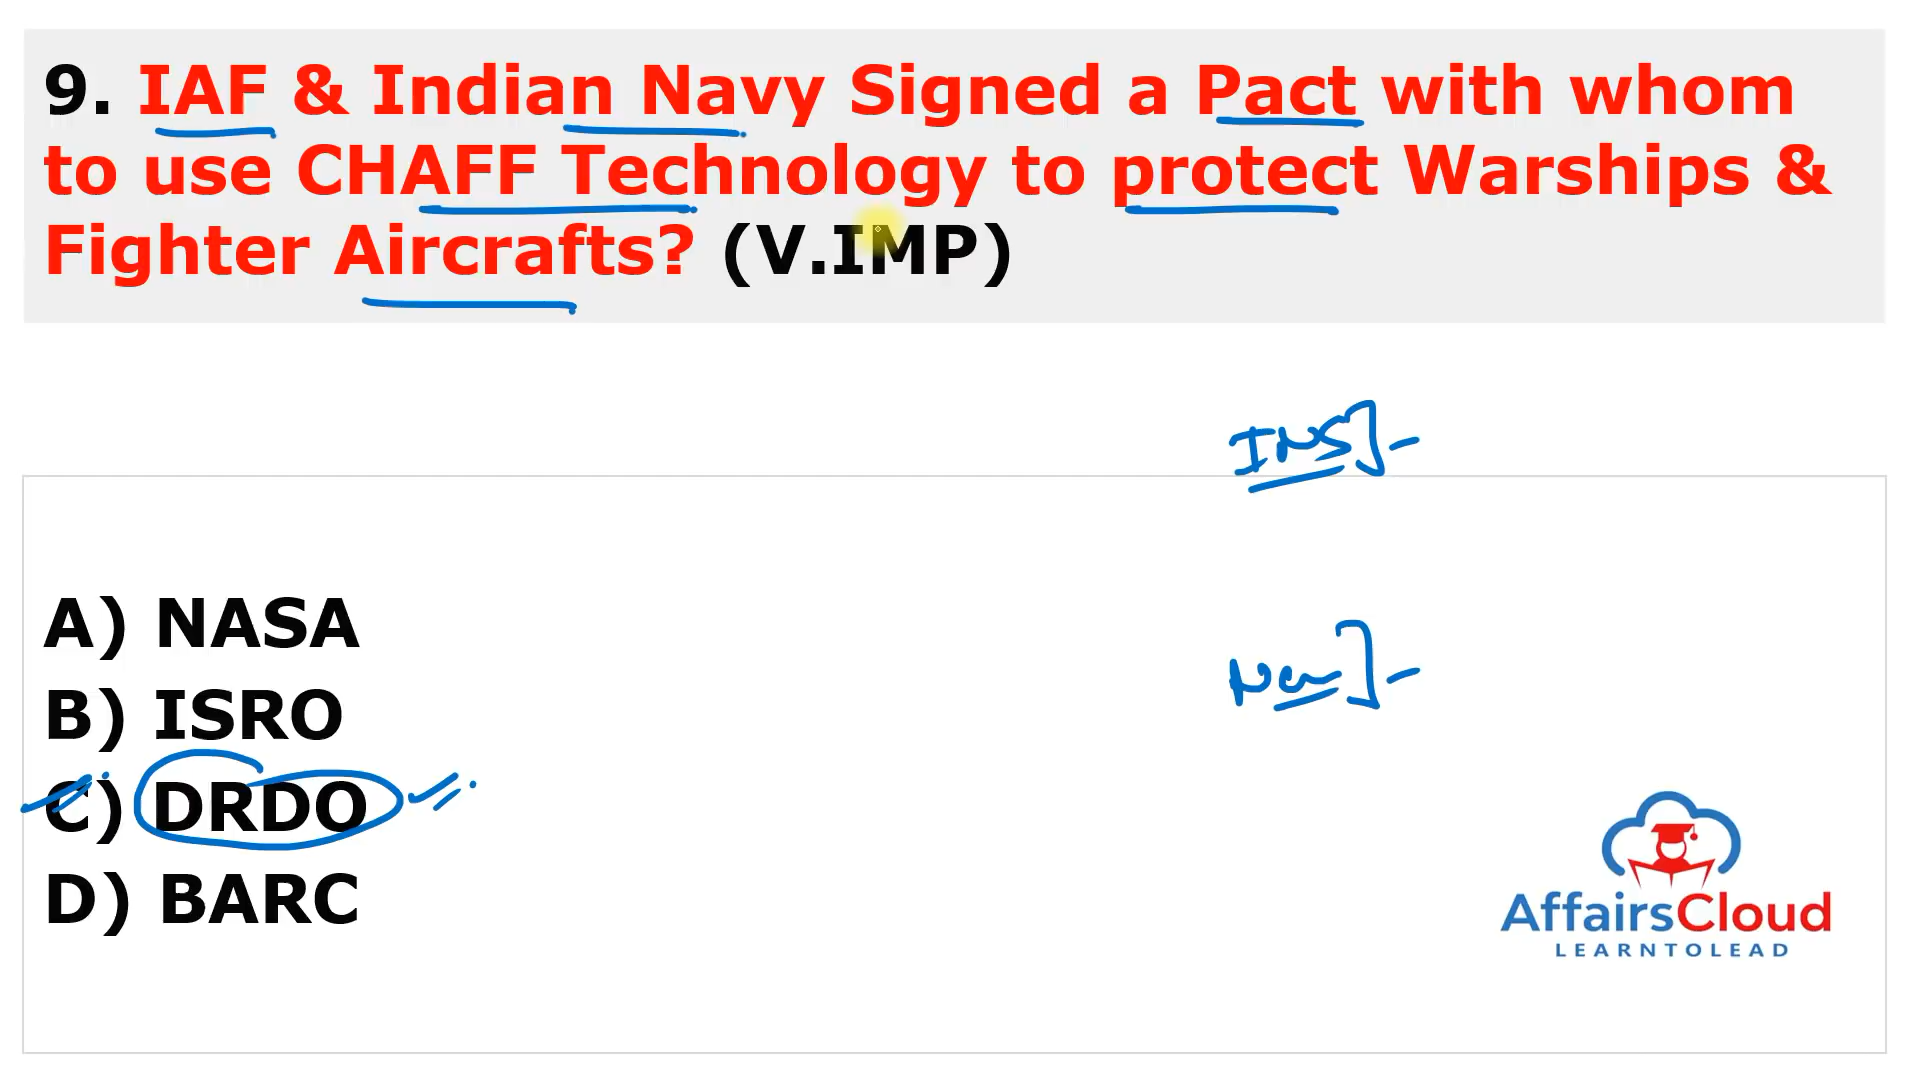 9. IAF & Indian Navy Signed a Pact with whom
to use CHAFF Technology to protect Warships &
Fighter Aircrafts? (V.IMP)
INS]-
A) NASA
B) ISRO
C) DRDO
D) BARC
AffairsCloud
LEARNTOLEAD